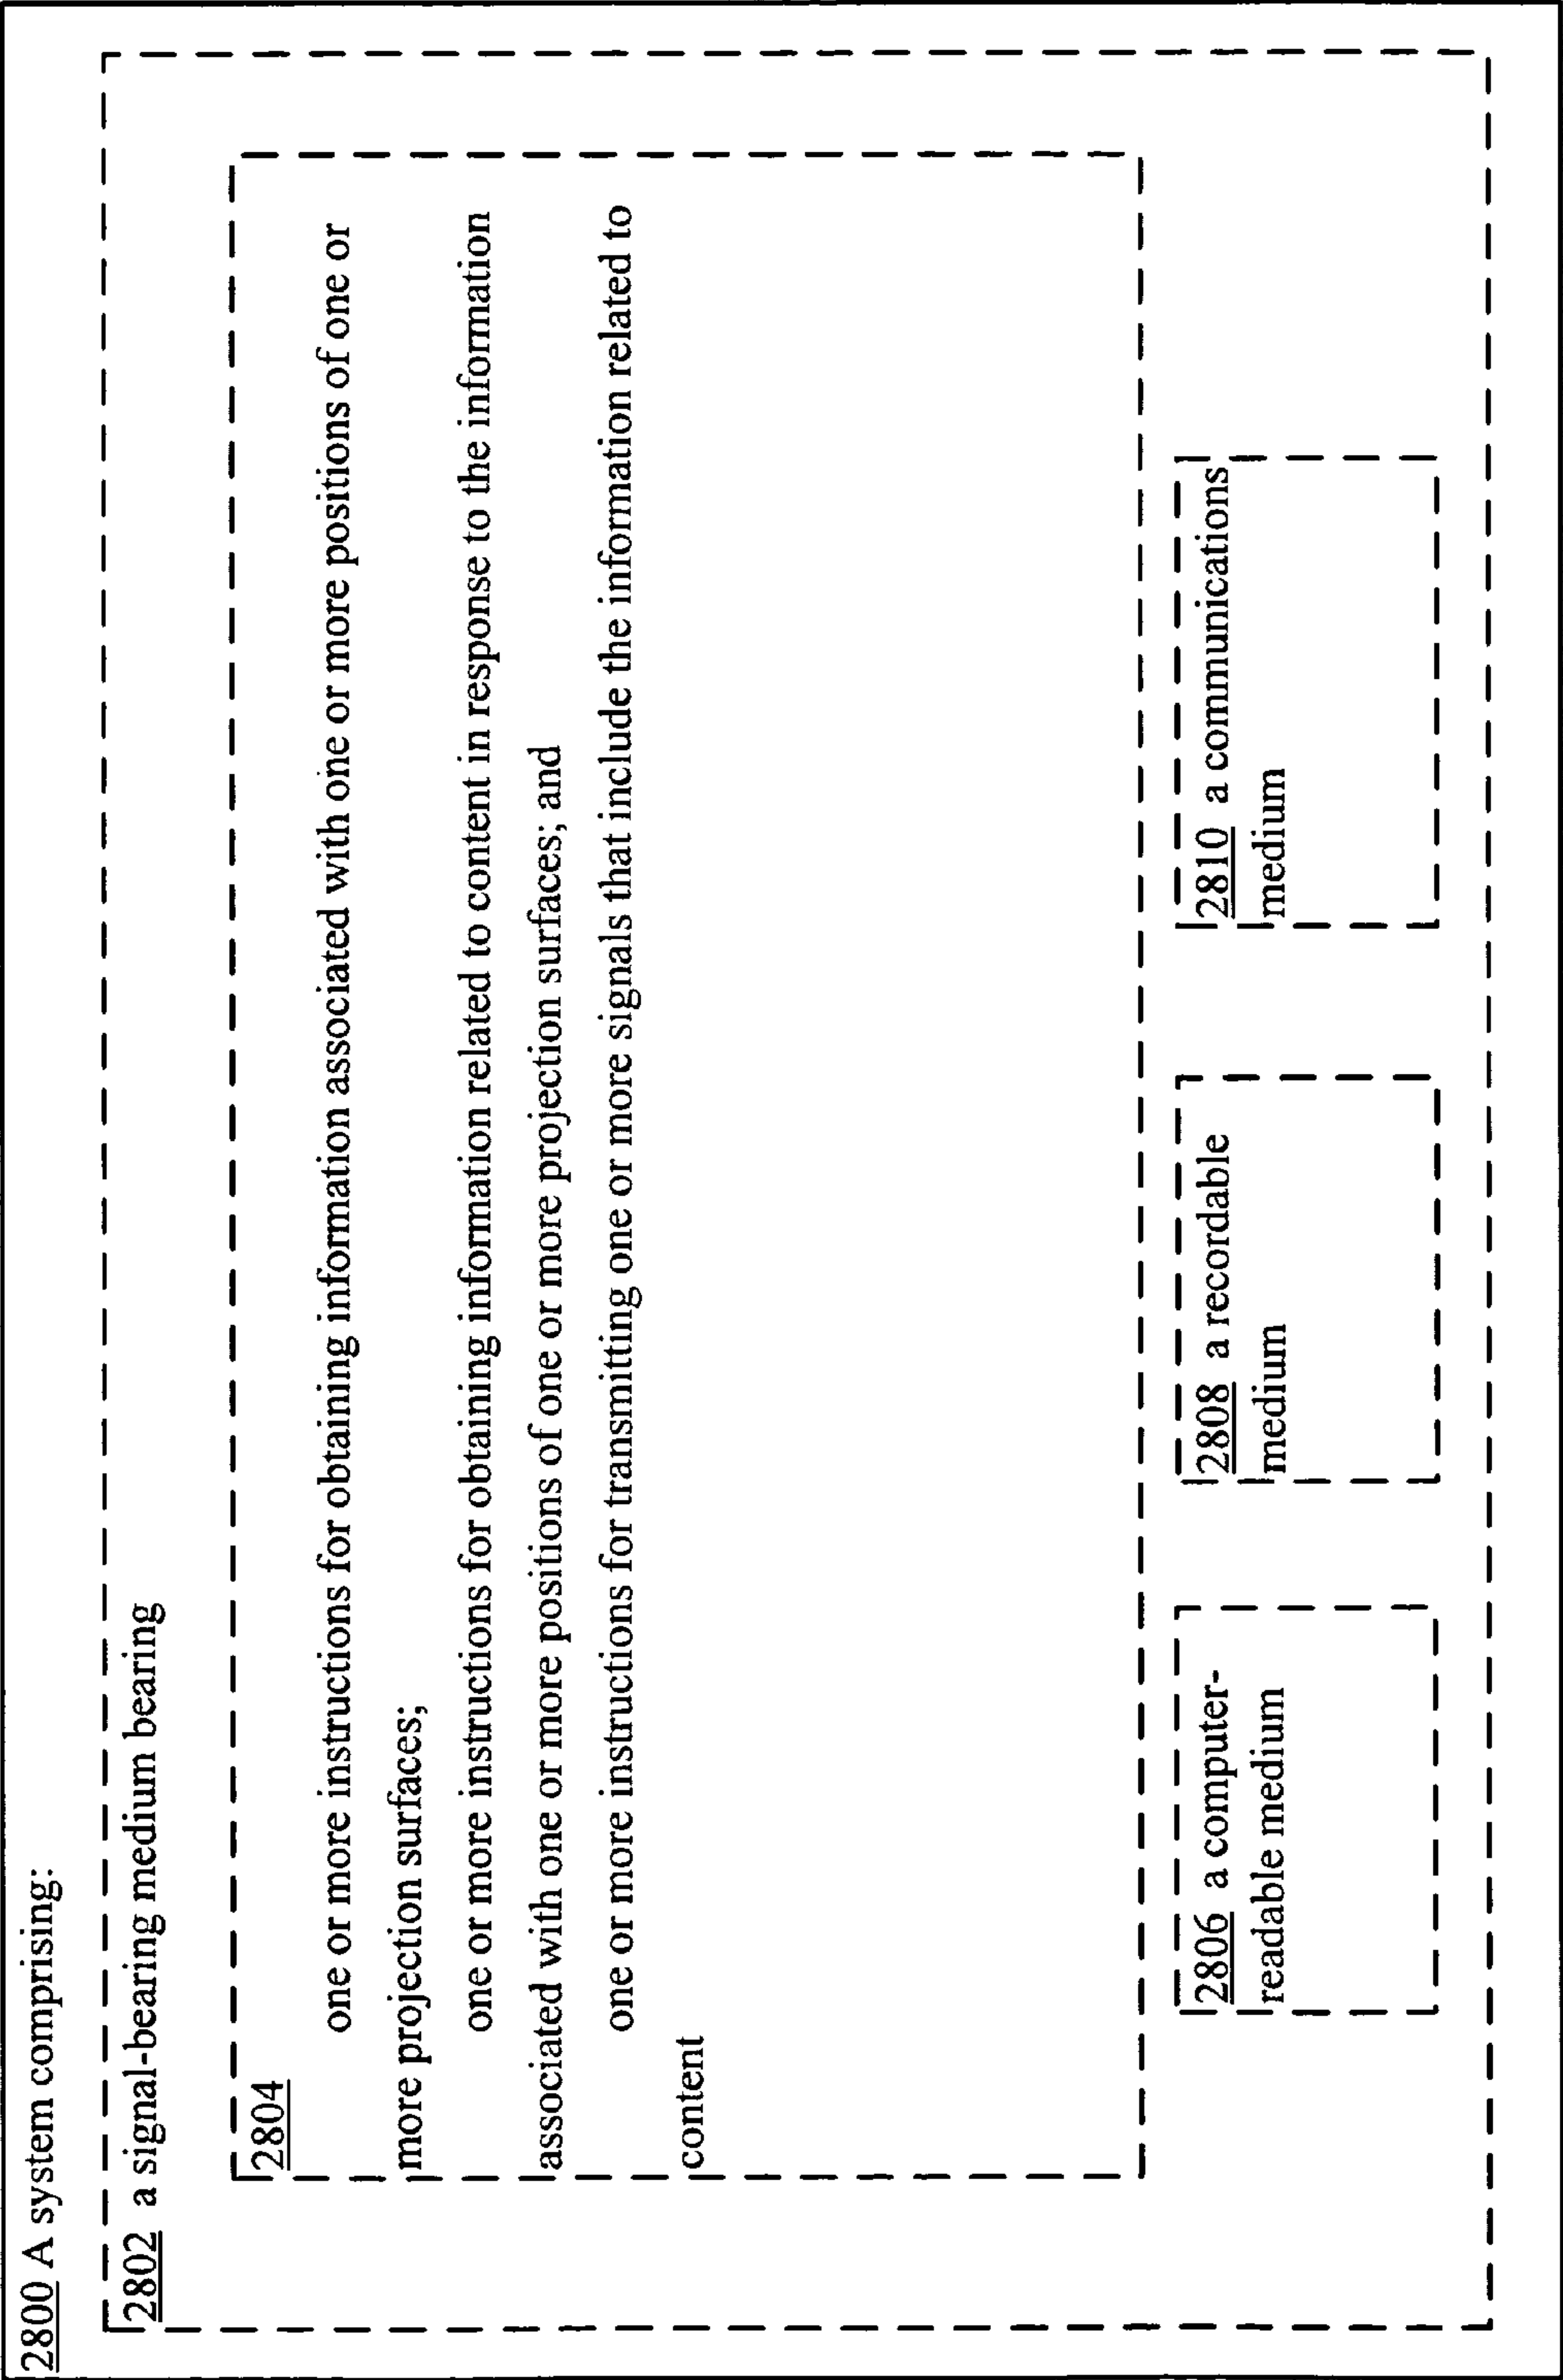 2800 A system comprising:
2802 a signal-bearing medium bearing
2804
one or more instructions for obtaining information associated with one or more positions of one or
more projection surfaces;
one or more instructions for obtaining information related to content in response to the information
associated with one or more positions of one or more projection surfaces; and
one or more instructions for transmitting one or more signals that include the information related to
content
2806 a computer-
readable medium
2808 a recordable
medium
2810 a communications
medium